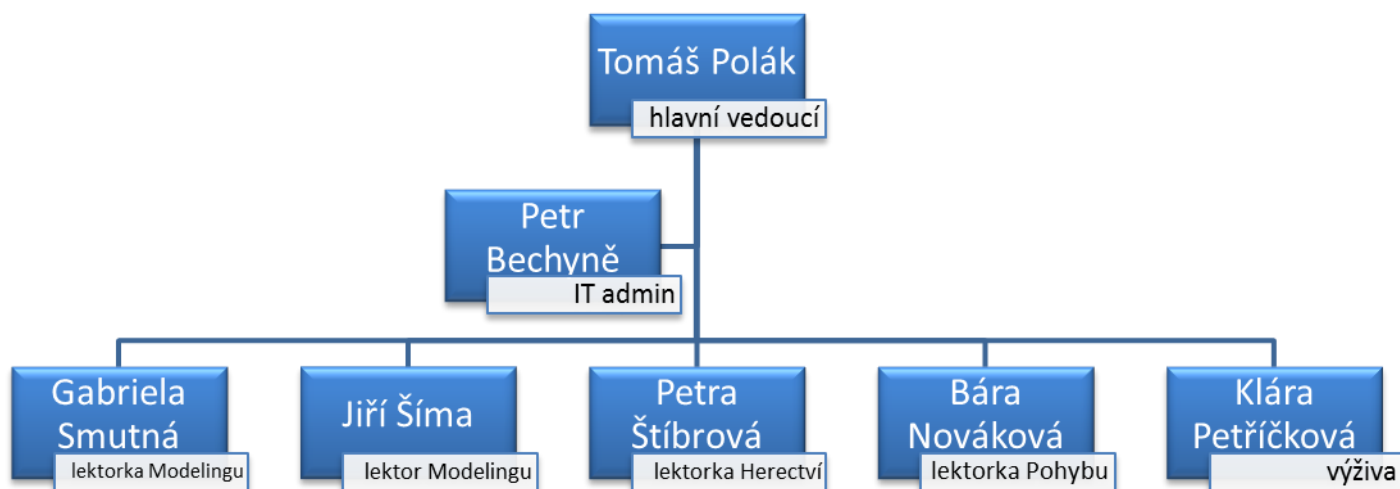 Tomáš Polák
hlavní vedoucí
Petr
Bechyně
IT admin
Gabriela
Smutná
lektorka Modelingu
Jiří Šíma
lektor Modelingu
Petra
Štíbrová
lektorka Herectví
Bára
Nováková
lektorka Pohybu
Klára
Petříčková
výživa